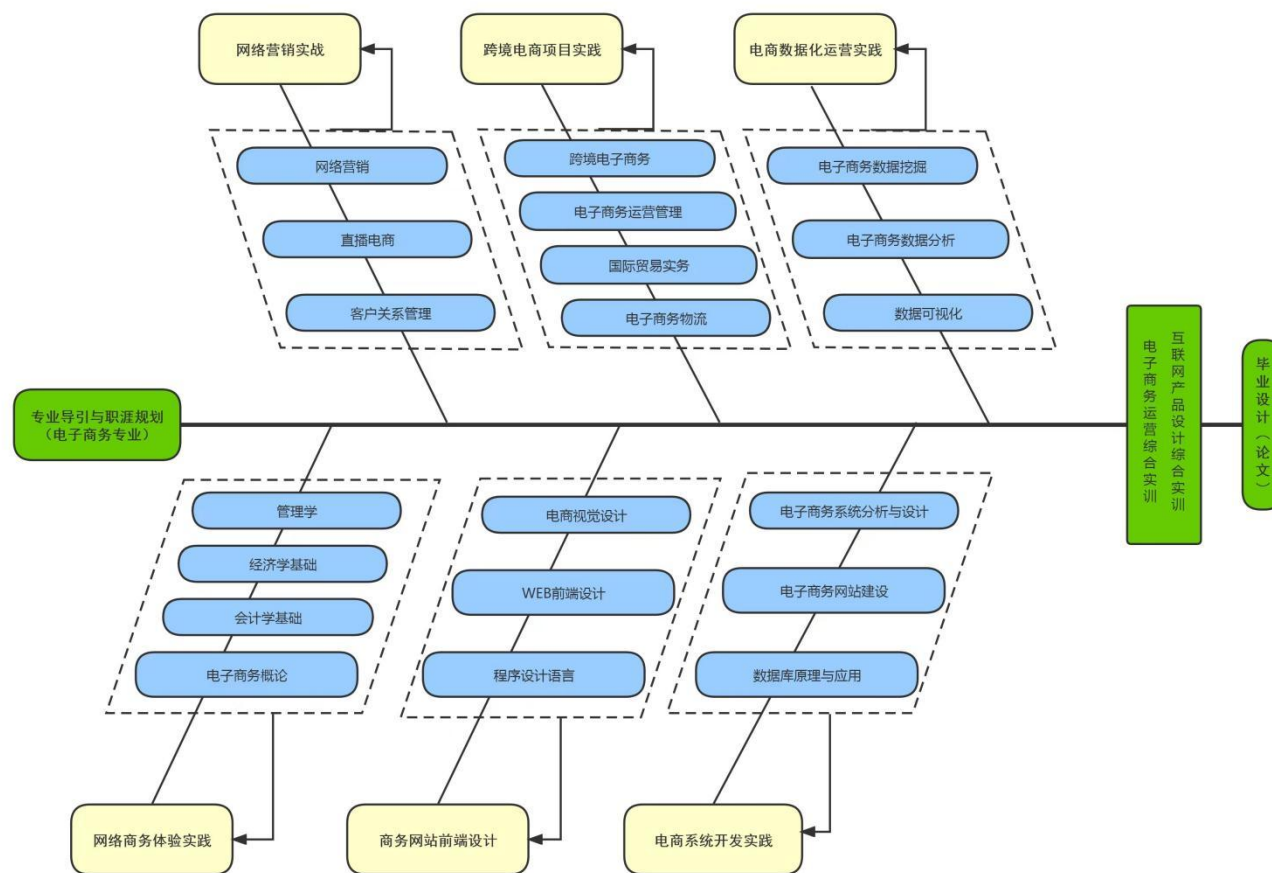 网络营销实战
跨境电商项目实践
电商数据化运营实践
网络营销
直播电商
客户关系管理
跨境电子商务
电子商务运营管理
国际贸易实务
电子商务物流
电子商务数据挖掘
电子商务数据分析
数据可视化
专业导引与职涯规划
（电子商务专业）
互联网产品设计综合实训
电子商务运营综合实训
毕业设计（论文）
管理学
经济学基础
会计学基础
电子商务概论
电商视觉设计
WEB前端设计
程序设计语言
电子商务系统分析与设计
电子商务网站建设
数据库原理与应用
网络商务体验实践
商务网站前端设计
电商系统开发实践